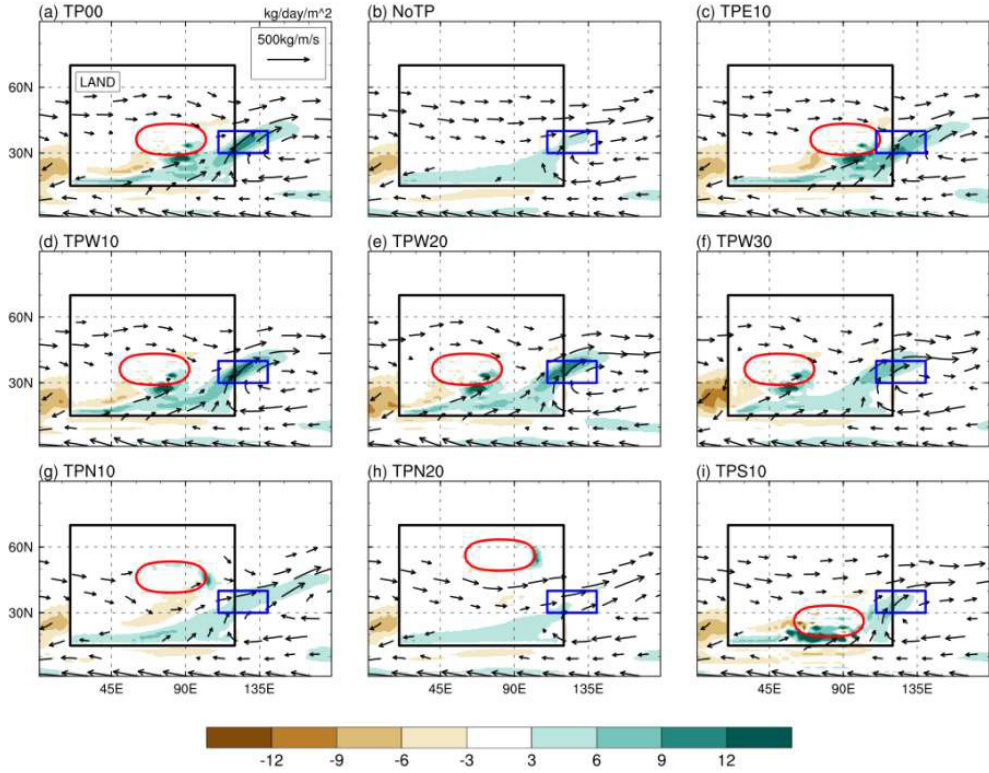 (a) TP00 kg/day/m^2 (b) NoTP (c) TPE10
500kg/m/s
LAND
60N
30N
(d) TPW10 (e) TPW20 (f) TPW30
60N
30N
(g) TPN10 (h) TPN20 (i) TPS10
60N
30N
45E 90E 135E 45E 90E 135E 45E 90E 135E
-12 -9 -6 -3 3 6 9 12